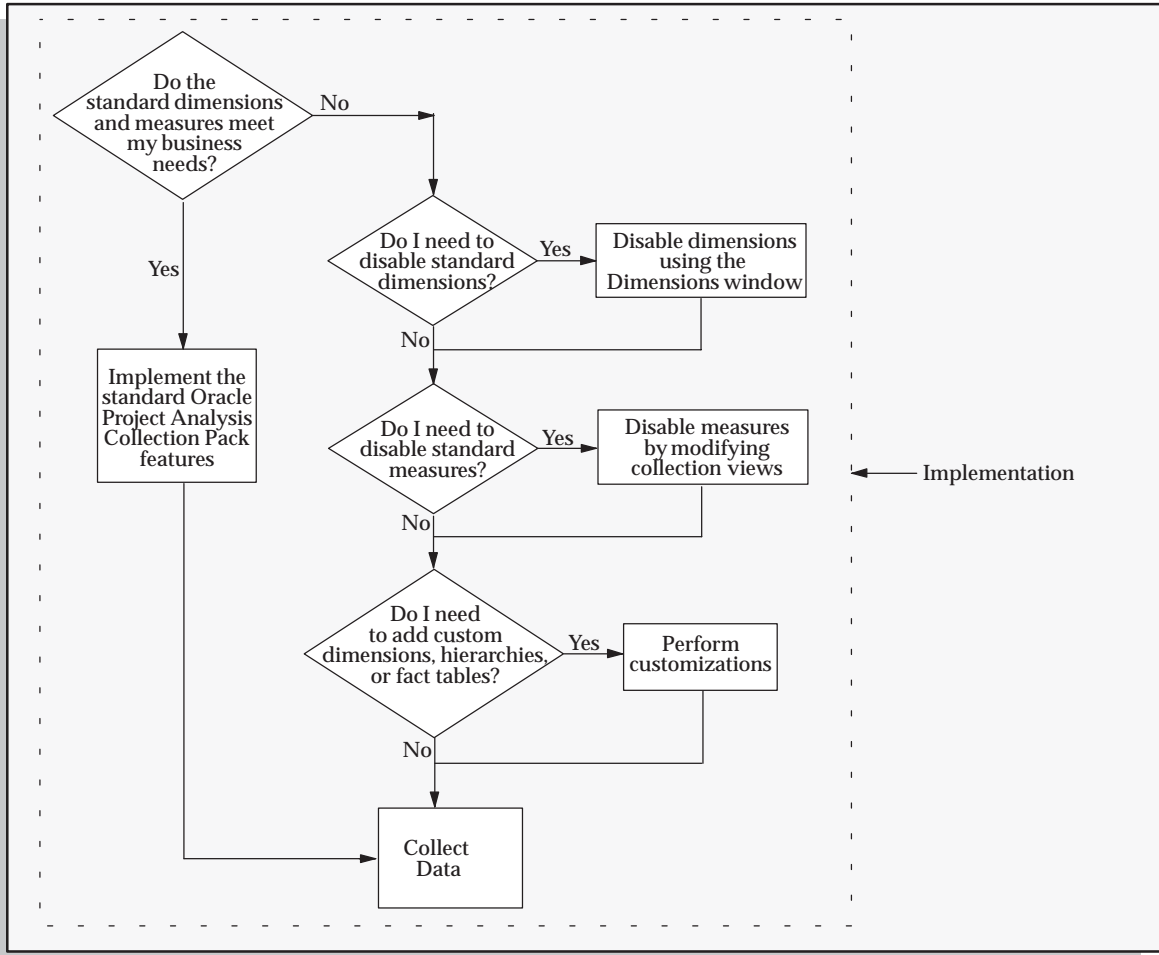 Do the
standard dimensions
and measures meet
my business
needs?
No
Yes
Do I need to
disable standard
dimensions?
Yes
Disable dimensions
using the
Dimensions window
No
Implement the
standard Oracle
Project Analysis
Collection Pack
features
Do I need to
disable standard
measures?
Yes
Disable measures
by modifying
collection views
Implementation
No
Do I need
to add custom
dimensions, hierarchies,
or fact tables?
Yes
Perform
customizations
No
Collect
Data